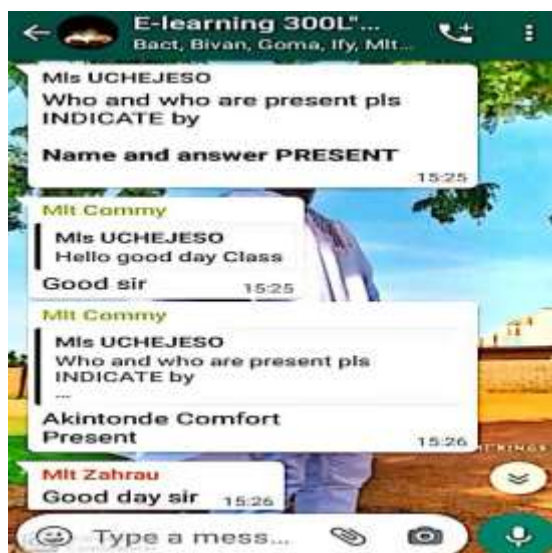 E-learning 300L"...
Bact, Bivan, Goma, Ify, Mlt...
Mls UCHEJESO
Who and who are present pls
INDICATE by
Name and answer PRESENT
15:25
Mlt Commy
Mls UCHEJESO
Hello good day Class
Good sir 15:25
Mlt Commy
Mls UCHEJESO
Who and who are present pls
INDICATE by
...
Akintonde Comfort
Present 15:26
Mlt Zahrau
Good day sir 15:26
Type a mess...